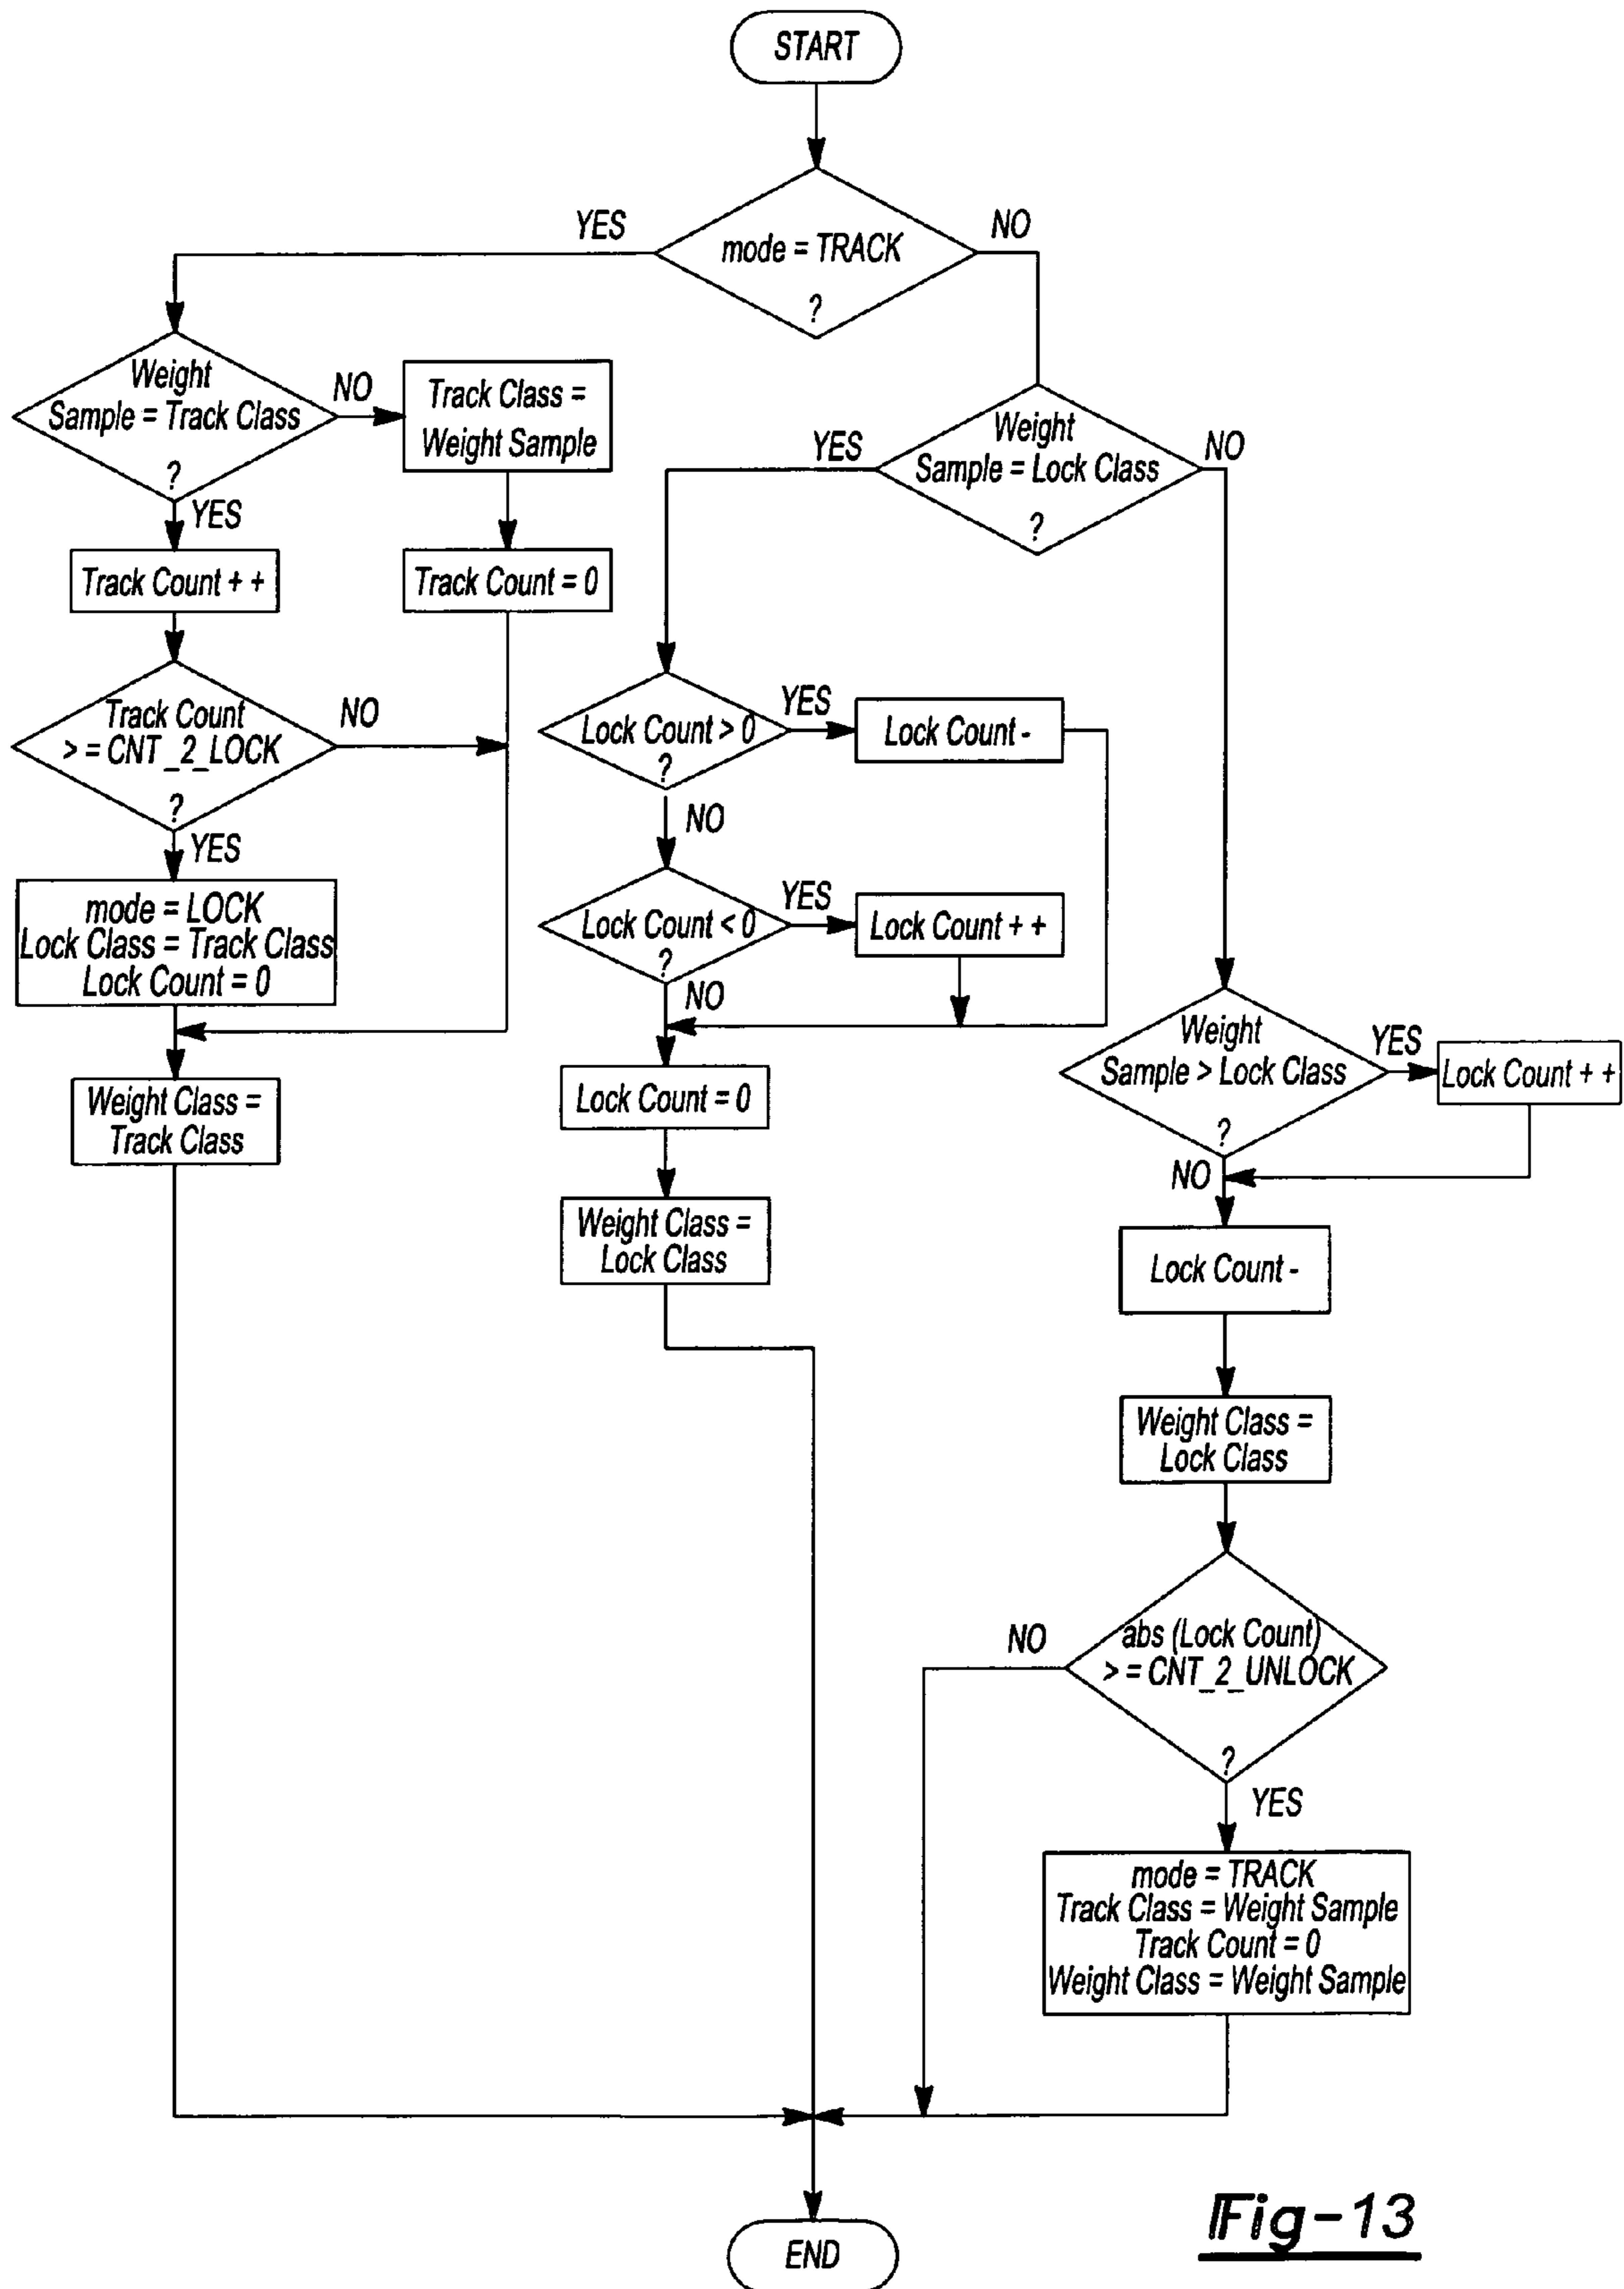 START
mode = TRACK
?
YES
NO
Weight
Sample = Track Class
?
NO
YES
Track Class =
Weight Sample
Track Count + +
Track Count = 0
Track Count
> = CNT_2_LOCK
?
NO
YES
mode = LOCK
Lock Class = Track Class
Lock Count = 0
Weight Class =
Track Class
Weight
Sample = Lock Class
?
YES
NO
Lock Count > 0
?
YES
NO
Lock Count -
Lock Count < 0
?
YES
NO
Lock Count + +
Lock Count = 0
Weight Class =
Lock Class
Weight
Sample > Lock Class
?
YES
NO
Lock Count + +
Lock Count -
Weight Class =
Lock Class
abs (Lock Count)
> = CNT_2_UNLOCK
?
NO
YES
mode = TRACK
Track Class = Weight Sample
Track Count = 0
Weight Class = Weight Sample
END
Fig-13